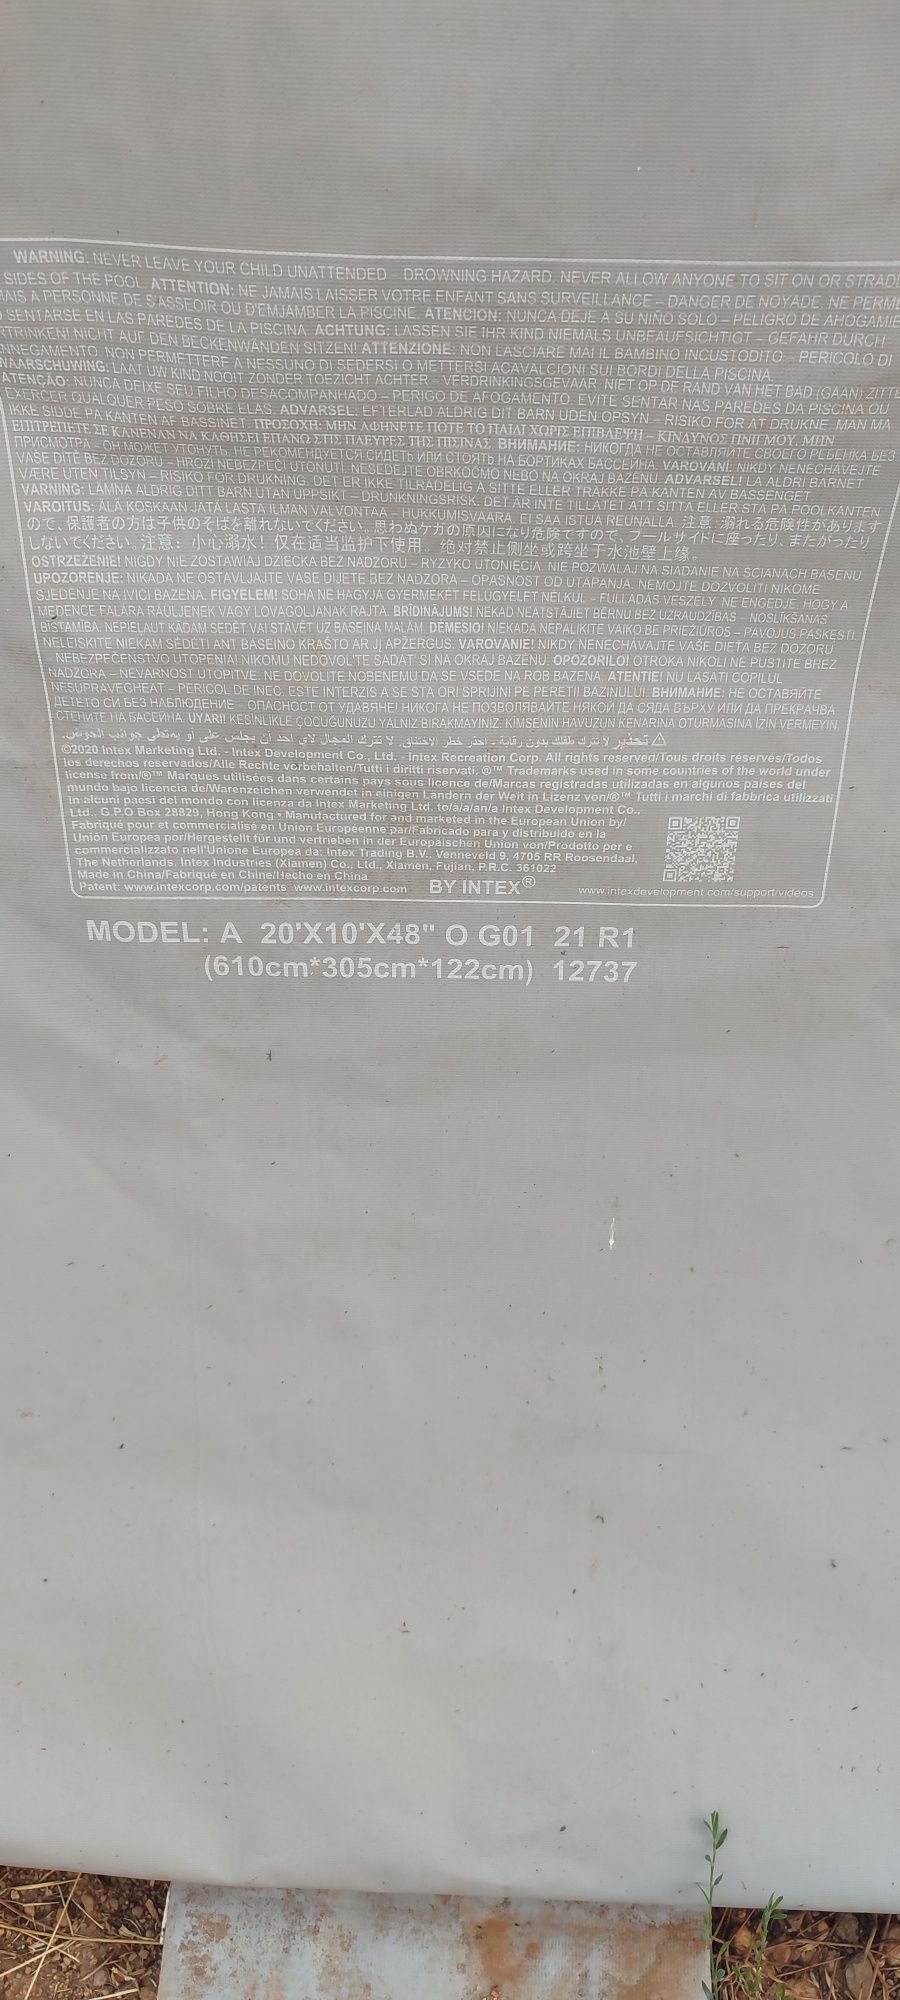 WARNING. NEVER LEAVE YOUR CHILD UNATTENDED – DROWNING HAZARD. NEVER ALLOW ANYONE TO SIT ON OR
SIDES OF THE POOL. ATTENTION: NE JAMAIS LAISSER VOTRE ENFANT SANS SURVEILLANCE – DANGER DE NOYADE. NE
A PERSONNE DE S'ASSEOIR OU D'EMJAMBER LA PISCINE. ATENCION: NUNCA DEJE A SU NIÑO SOLO – PELIGRO DE
SENTARSE EN LAS PAREDES DE LA PISCINA. ACHTUNG: LASSEN SIE IHR KIND NIEMALS UNBEAUFSICHTIGT – GEFAHR DURCH
NICHT AUF DEN BECKENWÄNDEN SITZEN! ATTENZIONE: NON LASCIARE MAI IL BAMBINO INCUSTODITO – PERICOLO DI
NON PERMETTERE A NESSUNO DI SEDERSI O METTERSI ACAVALCIONI SUI BORDI DELLA PISCINA.
WAARSCHUWING: LAAT UW KIND NOOIT ZONDER TOEZICHT ACHTER – VERDRINKINGSGEVAAR. NIET OP DE RAND VAN HET BAD (GAAN)
ATENÇÃO: NUNCA DEIXE SEU FILHO DESACOMPANHADO – PERIGO DE AFOGAMENTO. EVITE SENTAR NAS PAREDES DA PISCINA OU
EXERCER QUALQUER PESO SOBRE ELAS. ADVARSEL: EFTERLAD ALDRIG DIT BARN UDEN OPSYN – RISIKO FOR AT DRUKNE. MAN MÅ
IKKE SIDDE PÅ KANTEN AF BASSINET. ΠΡΟΣΟΧΗ: ΜΗΝ ΑΦΗΝΕΤΕ ΠΟΤΕ ΤΟ ΠΑΙΔΙ ΧΩΡΙΣ ΕΠΙΒΛΕΨΗ – ΚΙΝΔΥΝΟΣ ΜΗΝ
ΕΠΙΤΡΕΠΕΤΕ ΣΕ ΚΑΝΕΝΑΝ ΝΑ ΚΑΘΗΣΕΙ ΕΠΑΝΩ ΣΤΙΣ ΠΛΕΥΡΕΣ ΤΗΣ ΠΙΣΙΝΑΣ. ВНИМАНИЕ: НИКОГДА НЕ ОСТАВЛЯЙТЕ СВОЕГО РЕБЕНКА БЕЗ
ПРИСМОТРА – ОН МОЖЕТ УТОНУТЬ. НЕ РЕКОМЕНДУЕТСЯ СИДЕТЬ ИЛИ СТОЯТЬ НА БОРТИКАХ БАССЕЙНА. VAROVÁNÍ: NIKDY NENECHÁVEJTE
VAŠE DÍTĚ BEZ DOZORU – HROZÍ NEBEZPEČÍ UTONUTÍ. NESEDEJTE OBKROČMO NEBO NA OKRAJ BAZÉNU. ADVARSEL! LA ALDRI BARNET
VÆRE UTEN TILSYN – RISIKO FOR DRUKNING. DET ER IKKE TILRÅDELIG Å SITTE ELLER TRÅKKE PÅ KANTEN AV BASSENGET.
VARNING: LÄMNA ALDRIG DITT BARN UTAN UPPSIKT – DRUNKNINGSRISK. DET ÄR INTE TILLÅTET ATT SITTA ELLER STÅ PÅ POOLKANTEN
VAROITUS: ÄLÄ KOSKAAN JÄTÄ LASTA ILMAN VALVONTAA – HUKKUMISVAARA. EI SAA ISTUA REUNALLA. 注意：溺れる危険性があります
ので、保護者の方は子供のそばを離れないでください。思わぬケガの原因になり危険ですので、プールサイドに座ったり、またがったり
しないでください。注意：小心溺水！仅在适当监护下使用。绝对禁止侧坐或跨坐于水池壁上缘。
OSTRZEŻENIE! NIGDY NIE ZOSTAWIAJ DZIECKA BEZ NADZORU – RYZYKO UTONIĘCIA. NIE POZWALAJ NA SIADANIE NA ŚCIANACH BASENU.
UPOZORENJE: NIKADA NE OSTAVLJAJTE VAŠE DIJETE BEZ NADZORA – OPASNOST OD UTAPANJA. NEMOJTE DOZVOLITI NIKOME
SJEDENJE NA IVICI BAZENA. FIGYELEM! SOHA NE HAGYJA GYERMEKÉT FELÜGYELET NÉLKÜL – FULLADÁS VESZÉLY. NE ENGEDJE, HOGY A
MEDENCE FALÁRA RÁÜLJENEK VAGY LOVAGOLJANAK RAJTA. BRĪDINĀJUMS! NEKAD NEATSTĀJIET BĒRNU BEZ UZRAUDZĪBAS – NOSLĪKŠANAS
BĪSTAMĪBA. NEPIEĻAUT KĀDAM SĒDĒT VAI STĀVĒT UZ BASEINA MALĀM. DĖMESIO! NIEKADA NEPALIKITE VAIKO BE PRIEŽIŪROS – PAVOJUS PASKĘSTI.
NELEISKITE NIEKAM SĖDĖTI ANT BASEINO KRAŠTO AR JĮ APŽERGUS. VAROVANIE! NIKDY NENECHÁVAJTE VAŠE DIEŤA BEZ DOZORU
– NEBEZPEČENSTVO UTOPENIA! NIKOMU NEDOVOĽTE SADAŤ SI NA OKRAJ BAZÉNU. OPOZORILO! OTROKA NIKOLI NE PUSTITE BREZ
NADZORA – NEVARNOST UTOPITVE. NE DOVOLITE NOBENEMU DA SE VSEDE NA ROB BAZENA. ATENȚIE! NU LĂSAȚI COPILUL
NESUPRAVEGHEAT – PERICOL DE ÎNEC. ESTE INTERZIS A SE STA ORI SPRIJINI PE PEREȚII BAZINULUI. ВНИМАНИЕ: НЕ ОСТАВЯЙТЕ
ДЕТЕТО СИ БЕЗ НАБЛЮДЕНИЕ – ОПАСНОСТ ОТ УДАВЯНЕ! НИКОГА НЕ ПОЗВОЛЯВАЙТЕ НЯКОЙ ДА СЯДА ВЪРХУ ИЛИ ДА ПРЕКРАЧВА
СТЕНИТЕ НА БАСЕЙНА. UYARI! KESİNLİKLE ÇOCUĞUNUZU YALNIZ BIRAKMAYINIZ. KİMSENİN HAVUZUN KENARINA OTURMASINA İZİN VERMEYİN.
تحذير: لا تترك طفلك بدون رقابة - احذر خطر الاختناق. لا تترك المجال لأي أحد أن يجلس على أو يمتطي جوانب الحوض.
©2020 Intex Marketing Ltd. - Intex Development Co., Ltd. - Intex Recreation Corp. All rights reserved/Tous droits réservés/Todos
los derechos reservados/Alle Rechte vorbehalten/Tutti i diritti riservati. ®™ Trademarks used in some countries of the world under
license from/®™ Marques utilisées dans certains pays sous licence de/Marcas registradas utilizadas en algunos países del
mundo bajo licencia de/Warenzeichen verwendet in einigen Ländern der Welt in Lizenz von/®™ Tutti i marchi di fabbrica utilizzati
in alcuni paesi del mondo con licenza da Intex Marketing Ltd. to/à/a/an/a Intex Development Co.,
Ltd., G.P.O Box 28829, Hong Kong • Manufactured for and marketed in the European Union by/
Fabriqué pour et commercialisé en Union Européenne par/Fabricado para y distribuido en la
Unión Europea por/Hergestellt für und vertrieben in der Europäischen Union von/Prodotto per e
commercializzato nell'Unione Europea da: Intex Trading B.V., Venneveld 9, 4705 RR Roosendaal,
The Netherlands. Intex Industries (Xiamen) Co., Ltd., Xiamen, Fujian, P.R.C. 361022
Made in China/Fabriqué en Chine/Hecho en China
Patent: www.intexcorp.com/patents www.intexcorp.com BY INTEX® www.intexdevelopment.com/support/videos
MODEL: A 20'X10'X48" O G01 21 R1
(610cm*305cm*122cm) 12737